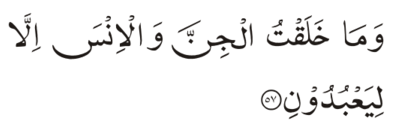 وَمَا خَلَقْتُ الْجِنَّ وَالْاِنْسَ اِلَّا
لِيَعْبُدُوْنِ ۝٥٧